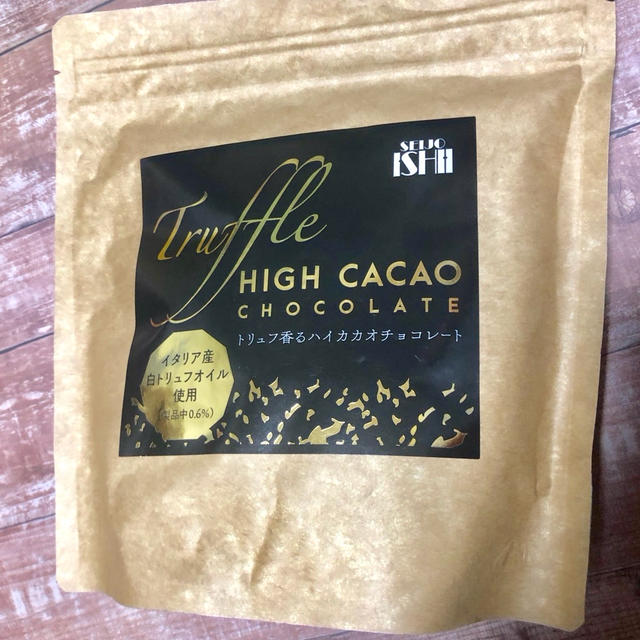 SEIJO
ISHII
Truffle
HIGH CACAO
CHOCOLATE
トリュフ香るハイカカオチョコレート
イタリア産
白トリュフオイル
使用
(製品中0.6%)